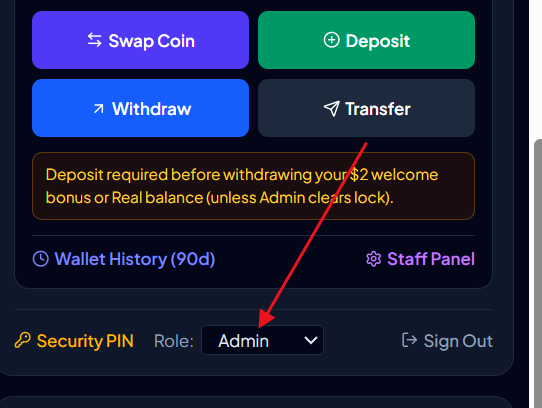 Swap Coin
Deposit
Withdraw
Transfer
Deposit required before withdrawing your $2 welcome
bonus or Real balance (unless Admin clears lock).
Wallet History (90d)
Staff Panel
Security PIN
Role:
Admin
Sign Out